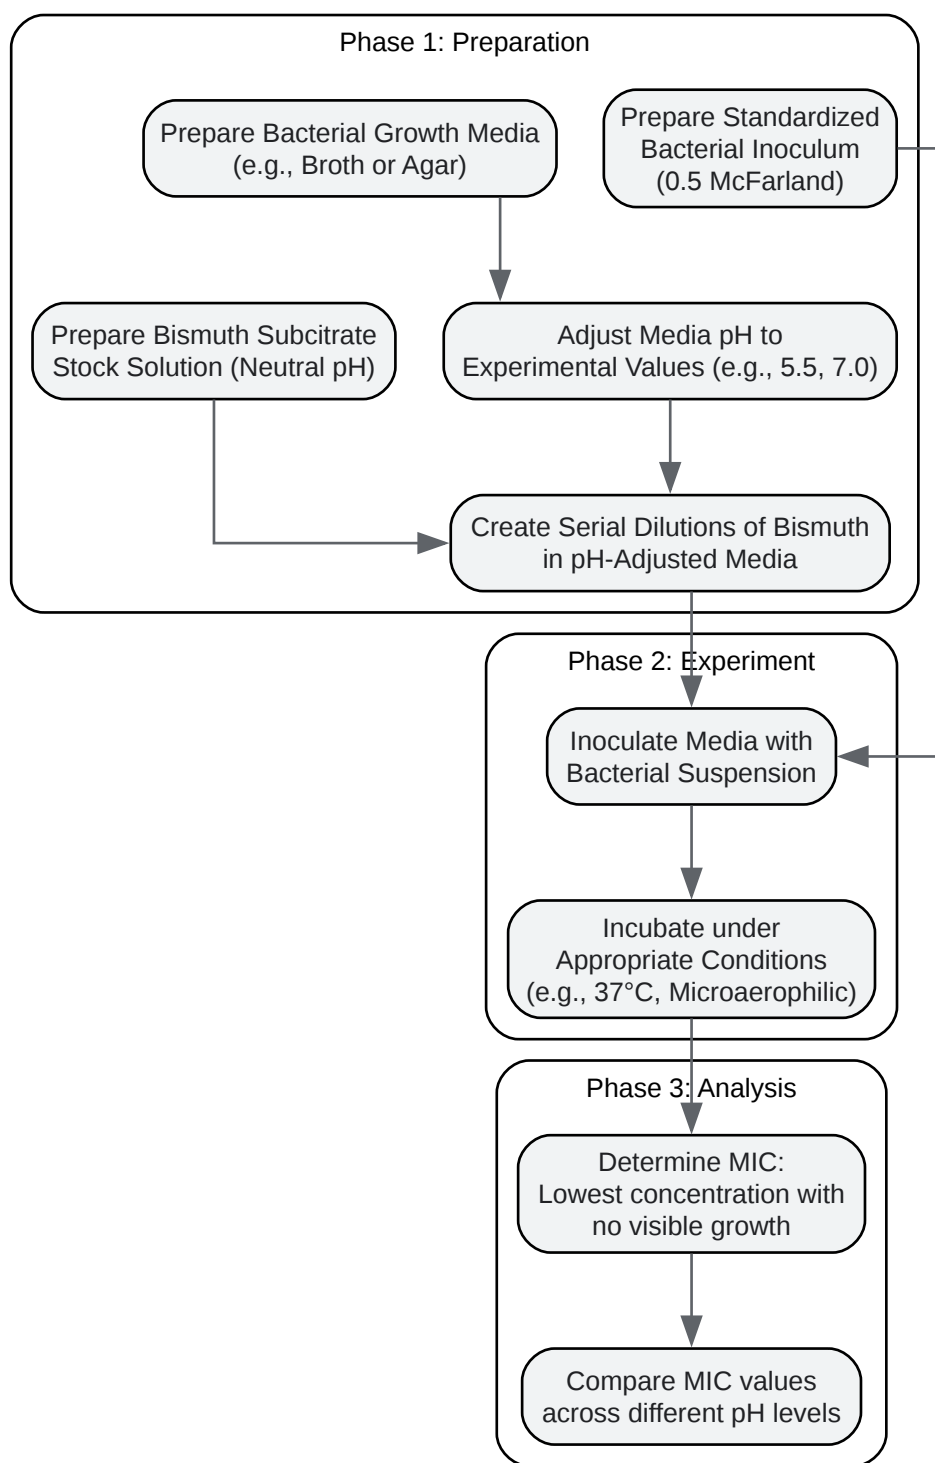 Phase 1: Preparation
Prepare Bacterial Growth Media
(e.g., Broth or Agar)
Prepare Standardized
Bacterial Inoculum
(0.5 McFarland)
Prepare Bismuth Subcitrate
Stock Solution (Neutral pH)
Adjust Media pH to
Experimental Values (e.g., 5.5, 7.0)
Create Serial Dilutions of Bismuth
in pH-Adjusted Media
Phase 2: Experiment
Inoculate Media with
Bacterial Suspension
Incubate under
Appropriate Conditions
(e.g., 37°C, Microaerophilic)
Phase 3: Analysis
Determine MIC:
Lowest concentration with
no visible growth
Compare MIC values
across different pH levels